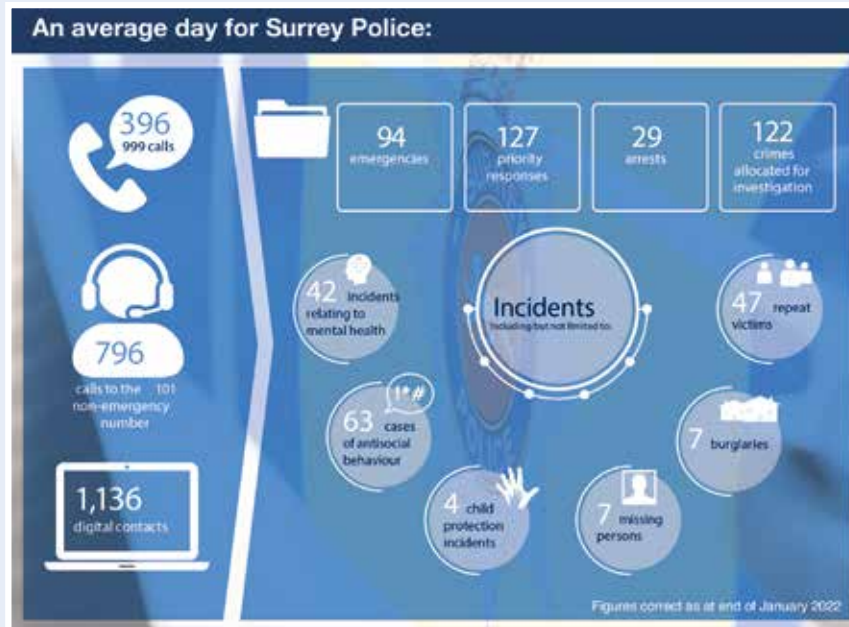 An average day for Surrey Police:
396
999 calls
796
calls to the 101
non-emergency
number
1,136
digital contacts
94
emergencies
127
priority
responses
29
arrests
122
crimes
allocated for
investigation
Incidents
Including but not limited to:
42 incidents
relating to
mental health
63 cases
of antisocial
behaviour
!*#
4 child
protection
incidents
7 missing
persons
7 burglaries
47 repeat
victims
Figures correct as at end of January 2022